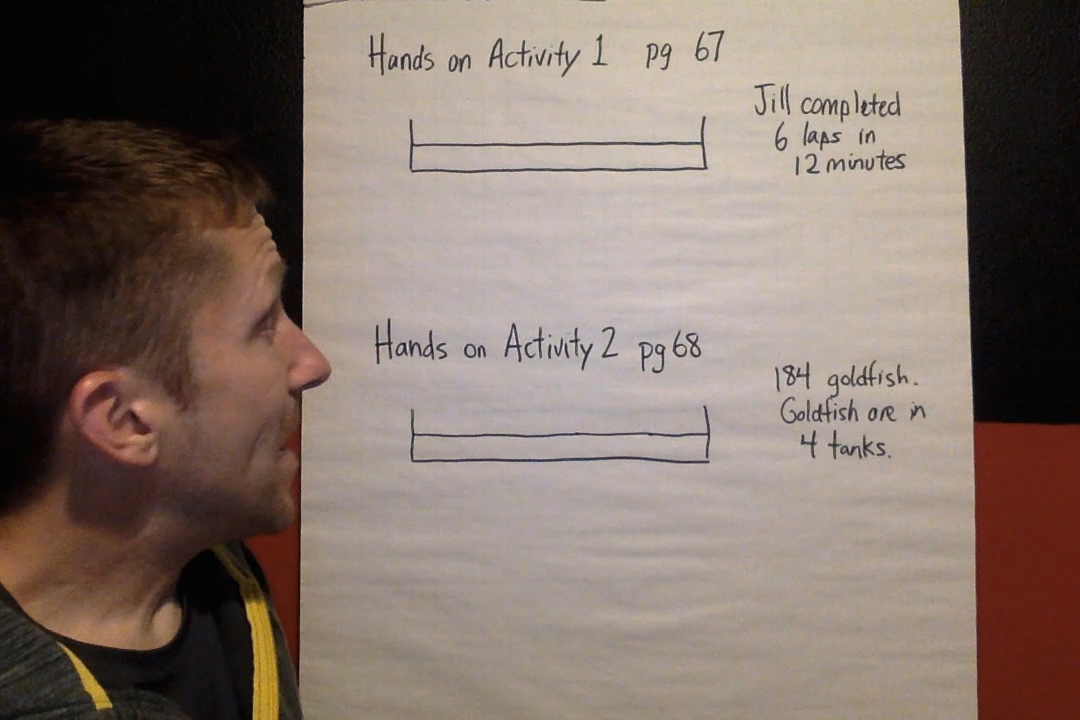 Hands on Activity 1 pg 67
Jill completed
6 laps in
12 minutes
Hands on Activity 2 pg 68
184 goldfish.
Goldfish are in
4 tanks.